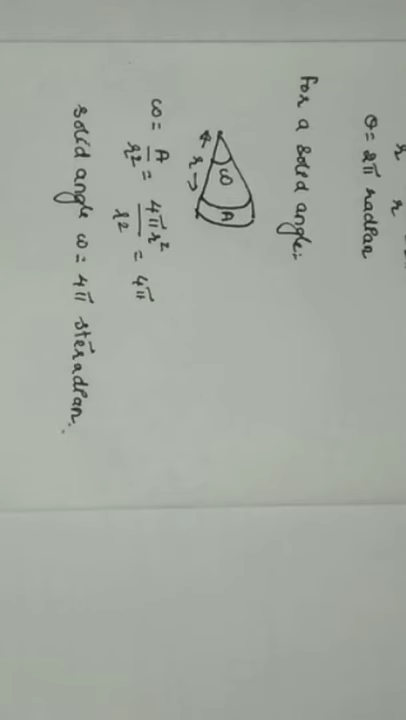 r r
θ = 2π radian
For a solid angle:-
ω
A
r
ω = A/r² = 4πr²/r² = 4π
solid angle ω = 4π steradian.